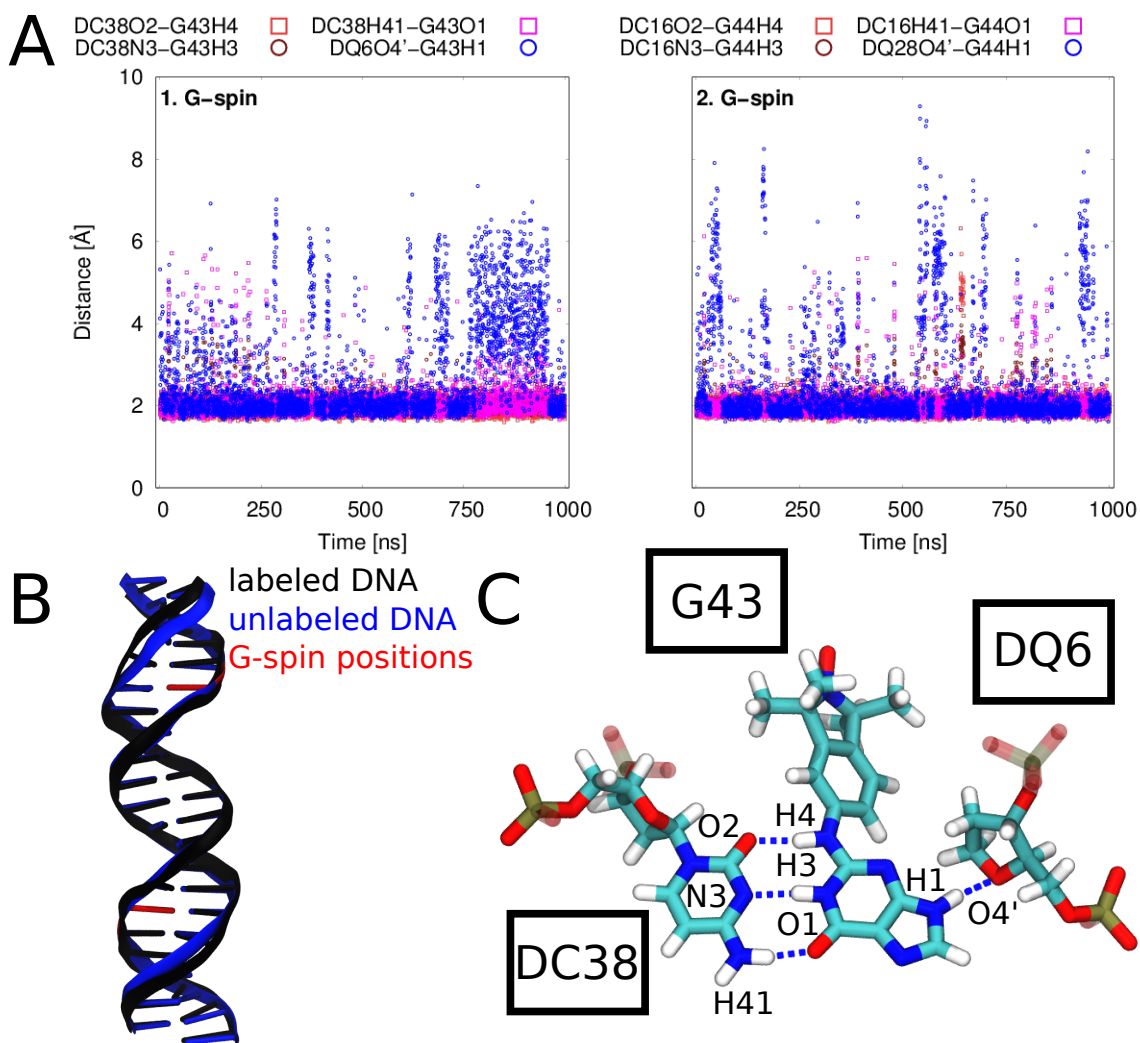 A
DC38O2−G43H4
DC38H41−G43O1
DC38N3−G43H3
DQ6O4'−G43H1
DC16O2−G44H4
DC16H41−G44O1
DC16N3−G44H3
DQ28O4'−G44H1
1. G−spin
2. G−spin
10
8
6
4
2
0
Distance [Å]
0 250 500 750 1000
0 250 500 750 1000
Time [ns]
Time [ns]
B
labeled DNA
unlabeled DNA
G-spin positions
C
G43
DQ6
O2
H4
H3
H1
N3
O1
O4'
DC38
H41